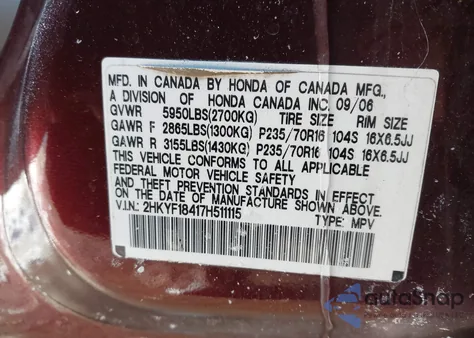 MFD. IN CANADA BY HONDA OF CANADA MFG.,
A DIVISION OF HONDA CANADA INC. 09/06
GVWR 5950LBS(2700KG) TIRE SIZE RIM SIZE
GAWR F 2865LBS(1300KG) P235/70R16 104S 16X6.5JJ
GAWR R 3155LBS(1430KG) P235/70R16 104S 16X6.5JJ
THIS VEHICLE CONFORMS TO ALL APPLICABLE
FEDERAL MOTOR VEHICLE SAFETY
AND THEFT PREVENTION STANDARDS IN EFFECT
ON THE DATE OF MANUFACTURE SHOWN ABOVE.
V.I.N.: 2HKYF18417H511115 TYPE: MPV
autoSnap